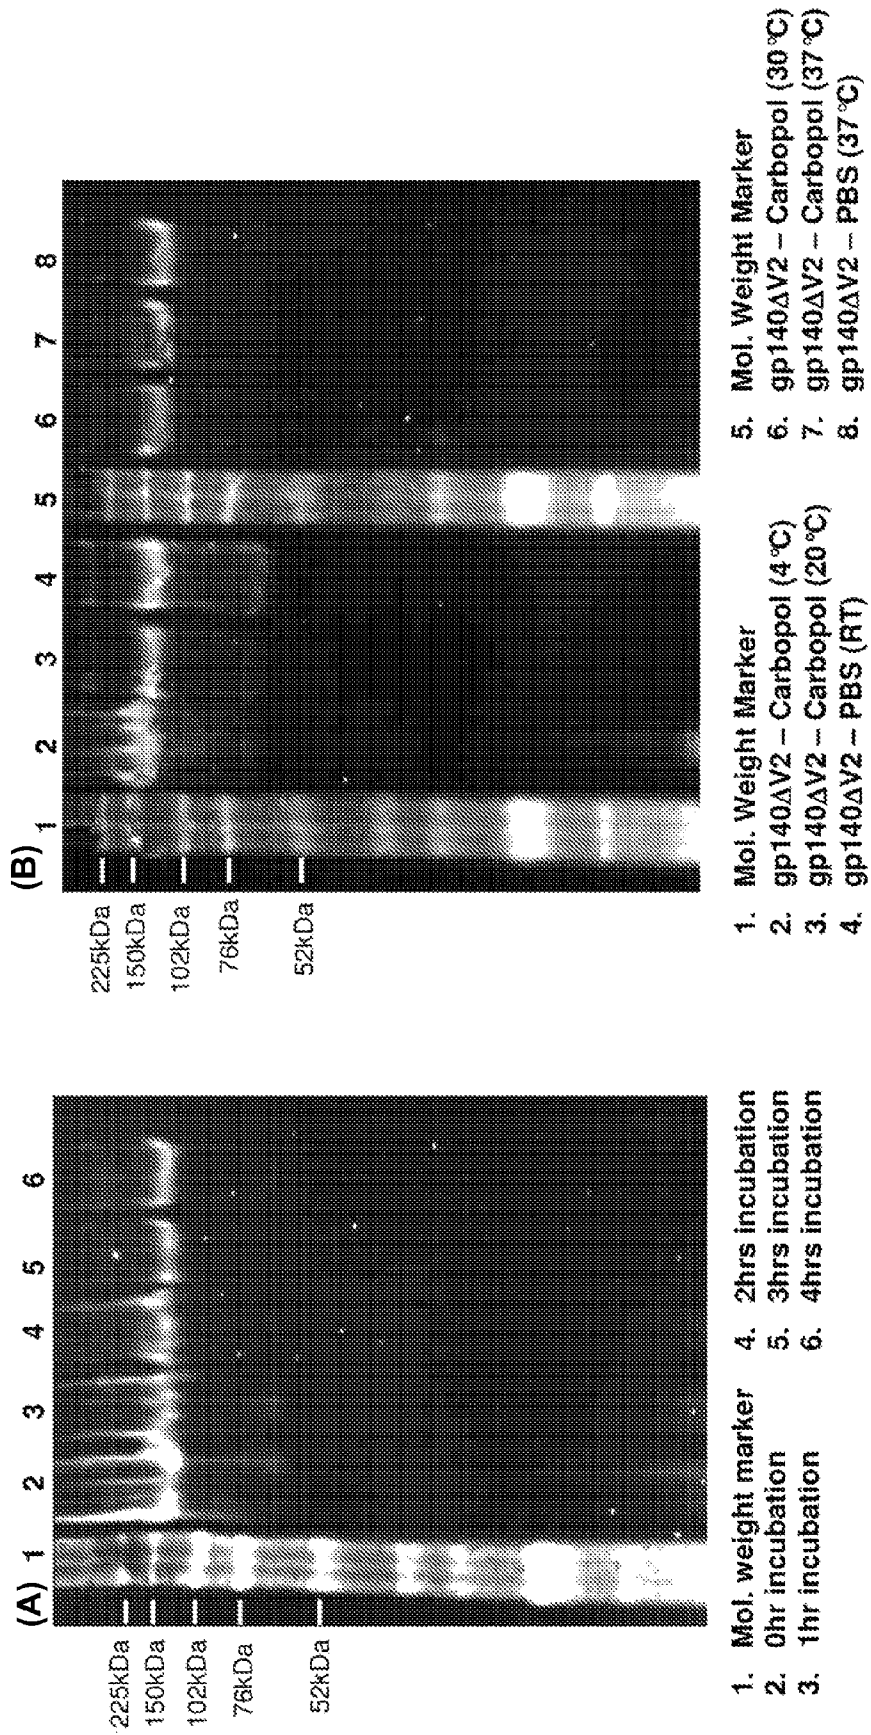 (A)
1 2 3 4 5 6
225kDa
150kDa
102kDa
76kDa
52kDa
1. Mol. weight marker
2. 0hr incubation
3. 1hr incubation
4. 2hrs incubation
5. 3hrs incubation
6. 4hrs incubation
(B)
1 2 3 4 5 6 7 8
225kDa
150kDa
102kDa
76kDa
52kDa
1. Mol. Weight Marker
2. gp140ΔV2 – Carbopol (4°C)
3. gp140ΔV2 – Carbopol (20°C)
4. gp140ΔV2 – PBS (RT)
5. Mol. Weight Marker
6. gp140ΔV2 – Carbopol (30°C)
7. gp140ΔV2 – Carbopol (37°C)
8. gp140ΔV2 – PBS (37°C)